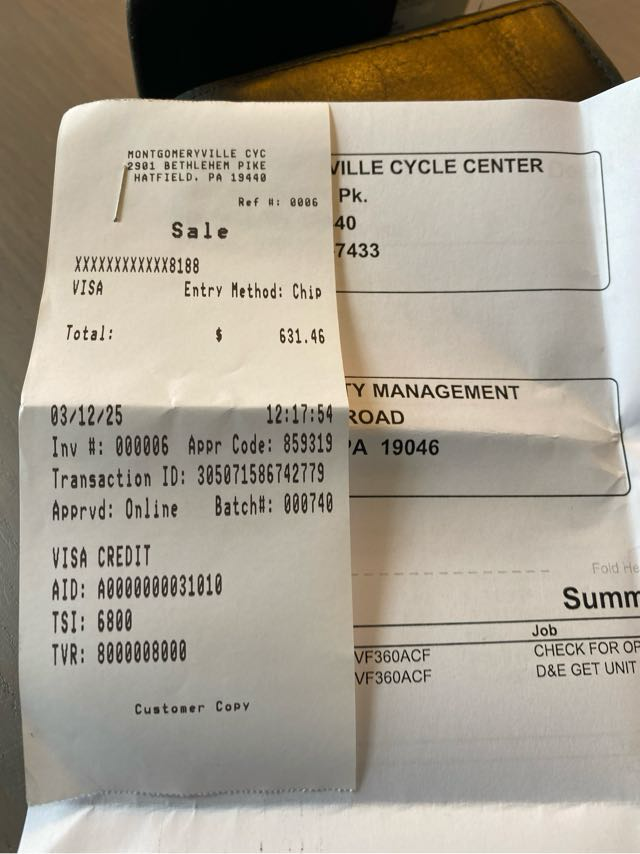 MONTGOMERYVILLE CYC
2901 BETHLEHEM PIKE
HATFIELD, PA 19440
Ref #: 0006
Sale
XXXXXXXXXXXX8188
VISA Entry Method: Chip
Total: $ 631.46
03/12/25 12:17:54
Inv #: 000006 Appr Code: 859319
Transaction ID: 305071586742779
Apprvd: Online Batch#: 000740
VISA CREDIT
AID: A0000000031010
TSI: 6800
TVR: 8000008000
Customer Copy
VILLE CYCLE CENTER
Pk.
40
7433
TY MANAGEMENT
ROAD
PA 19046
Fold He
Summ
Job
VF360ACF CHECK FOR OF
VF360ACF D&E GET UNIT